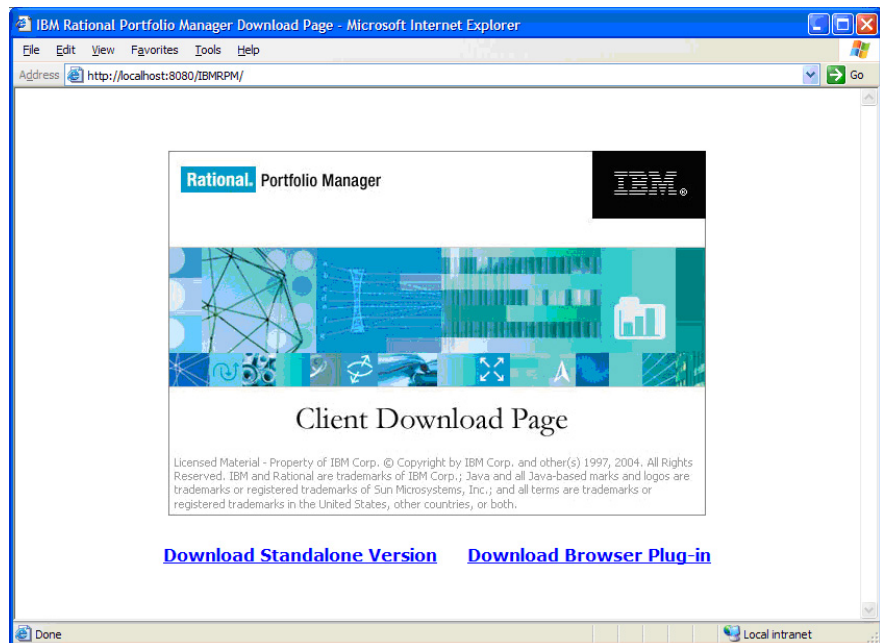 IBM Rational Portfolio Manager Download Page - Microsoft Internet Explorer
File Edit View Favorites Tools Help
Address http://localhost:8080/IBMRPM/ Go
Rational. Portfolio Manager
IBM®
Client Download Page
Licensed Material - Property of IBM Corp. © Copyright by IBM Corp. and other(s) 1997, 2004. All Rights
Reserved. IBM and Rational are trademarks of IBM Corp.; Java and all Java-based marks and logos are
trademarks or registered trademarks of Sun Microsystems, Inc.; and all terms are trademarks or
registered trademarks in the United States, other countries, or both.
Download Standalone Version Download Browser Plug-in
Done Local intranet